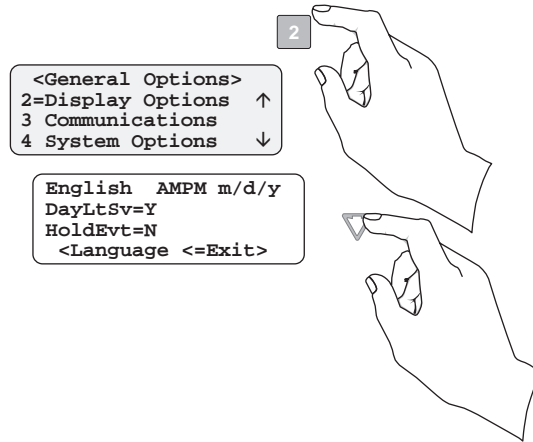 2
<General Options>
2=Display Options ↑
3 Communications
4 System Options ↓
English AMPM m/d/y
DayLtSv=Y
HoldEvt=N
<Language <=Exit>